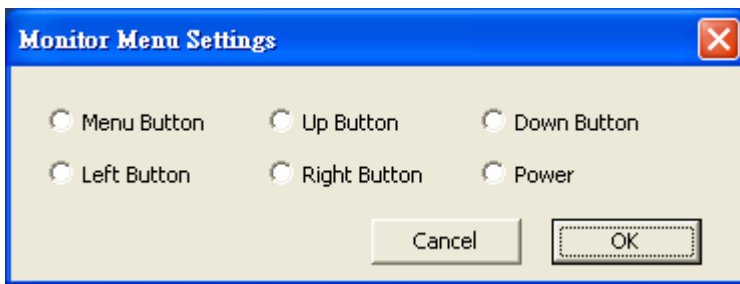 Monitor Menu Settings
Menu Button Up Button Down Button
Left Button Right Button Power
Cancel OK